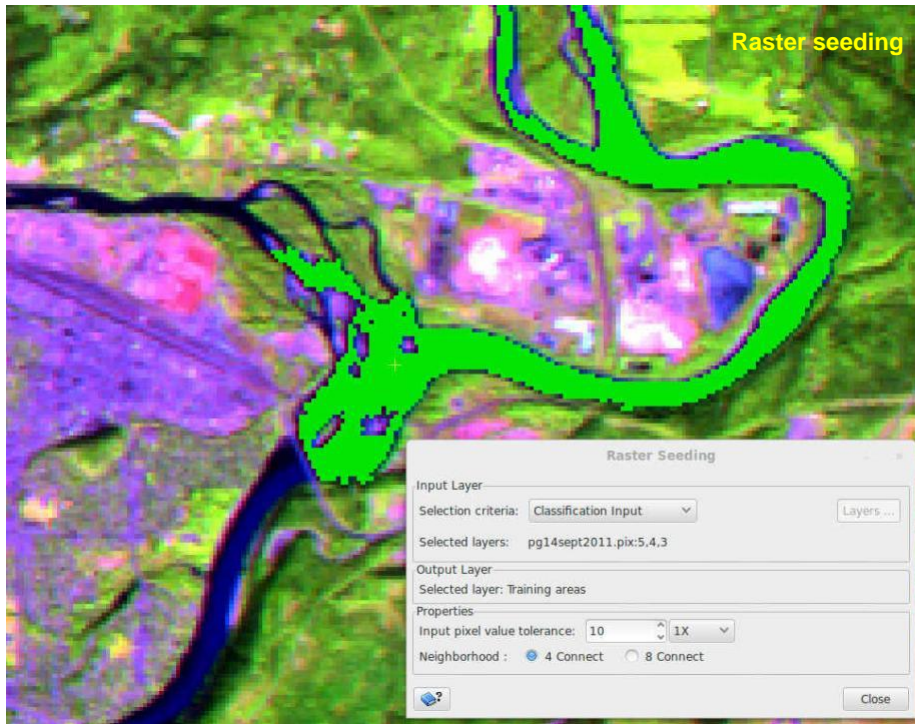 Raster seeding
Raster Seeding
Input Layer
Selection criteria: Classification Input Layers ...
Selected layers: pg14sept2011.pix:5,4,3
Output Layer
Selected layer: Training areas
Properties
Input pixel value tolerance: 10 1X
Neighborhood : 4 Connect 8 Connect
? Close